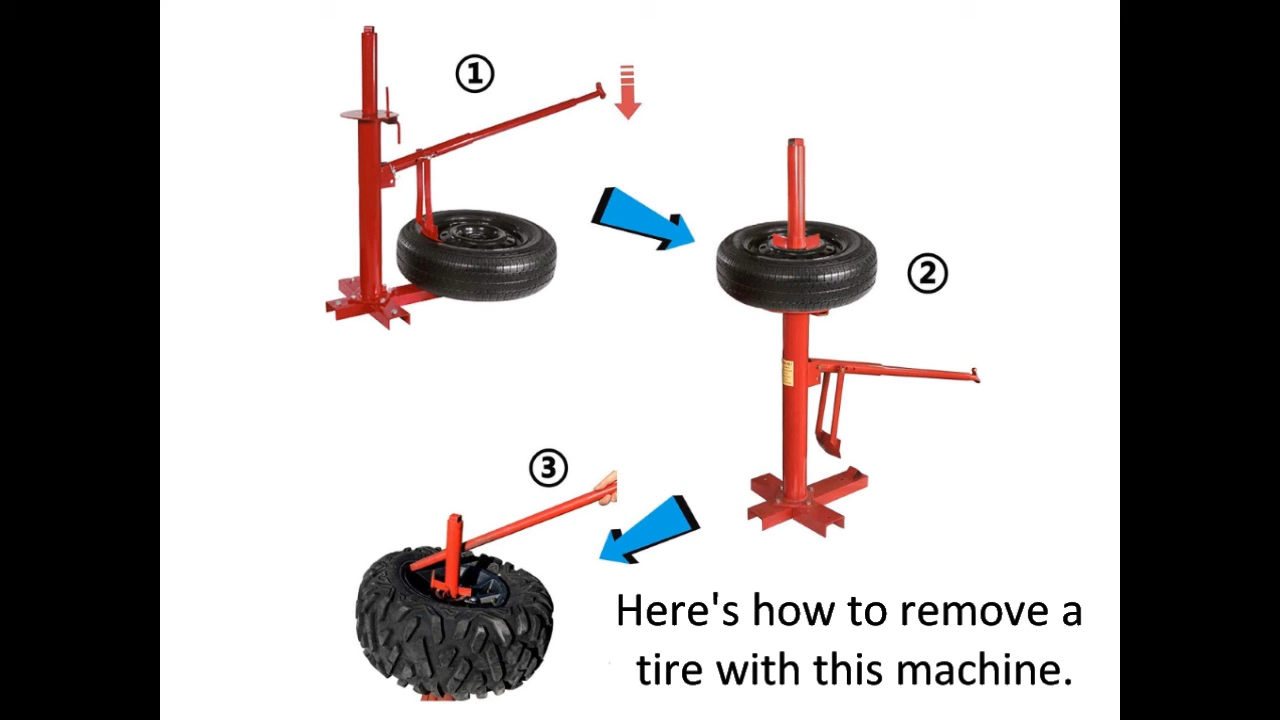 ①
②
③
Here's how to remove a
tire with this machine.